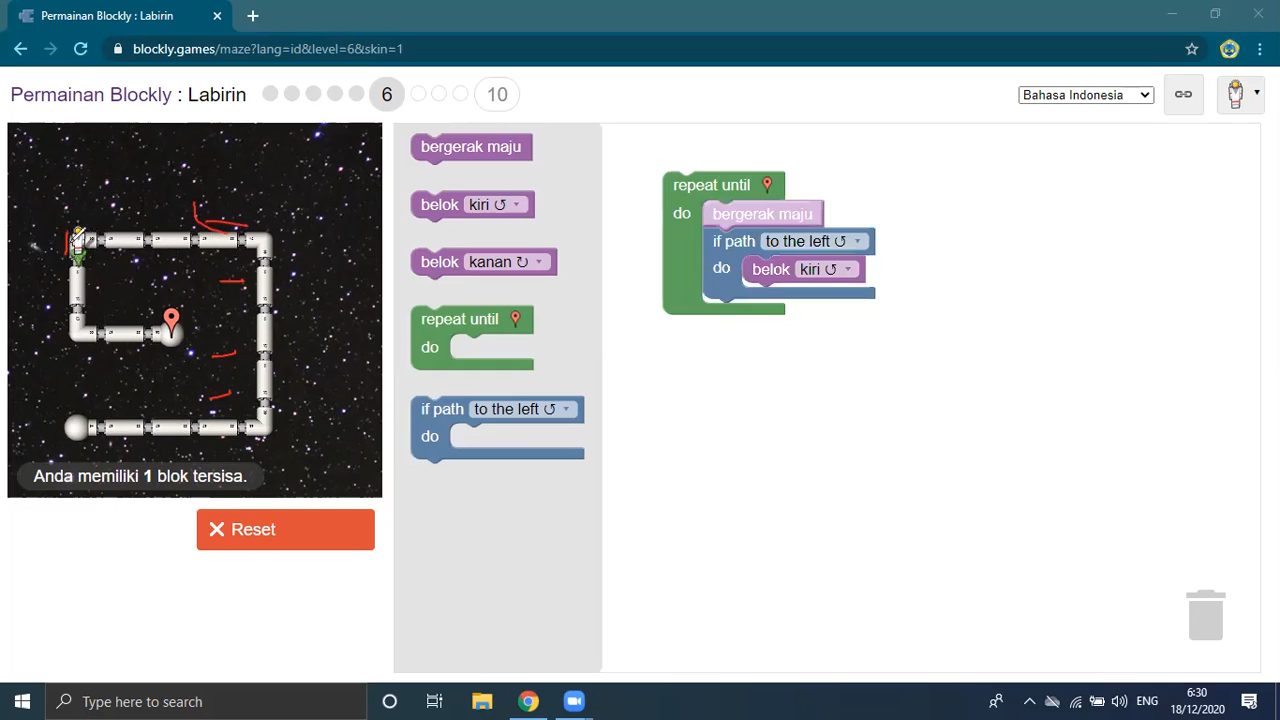 Permainan Blockly : Labirin
blockly.games/maze?lang=id&level=6&skin=1
Permainan Blockly : Labirin
6
10
Bahasa Indonesia
bergerak maju
belok kiri ↺
belok kanan ↻
repeat until
do
if path to the left ↺
do
repeat until
do bergerak maju
if path to the left ↺
do belok kiri ↺
Anda memiliki 1 blok tersisa.
Reset
Type here to search
ENG
6:30
18/12/2020